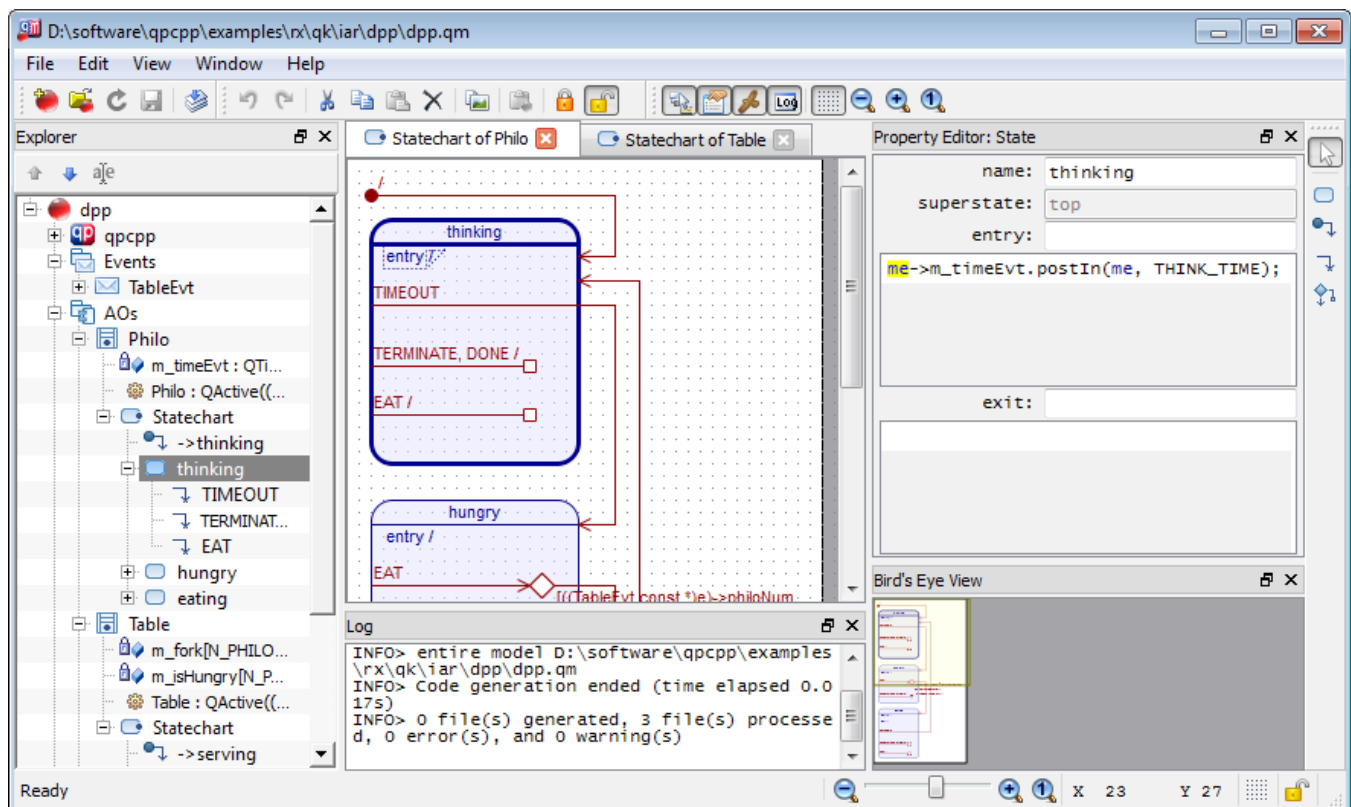 D:\software\qpcpp\examples\rx\qk\iar\dpp\dpp.qm
File Edit View Window Help
Log
Explorer
a|e
dpp
qpcpp
Events
TableEvt
AOs
Philo
m_timeEvt : QTi...
Philo : QActive((...
Statechart
->thinking
thinking
TIMEOUT
TERMINAT...
EAT
hungry
eating
Table
m_fork[N_PHILO...
m_isHungry[N_P...
Table : QActive((...
Statechart
->serving
Statechart of Philo
Statechart of Table
/
thinking
entry /
TIMEOUT
TERMINATE, DONE /
EAT /
hungry
entry /
EAT
[((TableEvt const *)e)->philoNum
Log
INFO> entire model D:\software\qpcpp\examples
\rx\qk\iar\dpp\dpp.qm
INFO> Code generation ended (time elapsed 0.0
17s)
INFO> 0 file(s) generated, 3 file(s) processe
d, 0 error(s), and 0 warning(s)
Property Editor: State
name: thinking
superstate: top
entry:
me->m_timeEvt.postIn(me, THINK_TIME);
exit:
Bird's Eye View
Ready
X 23 Y 27